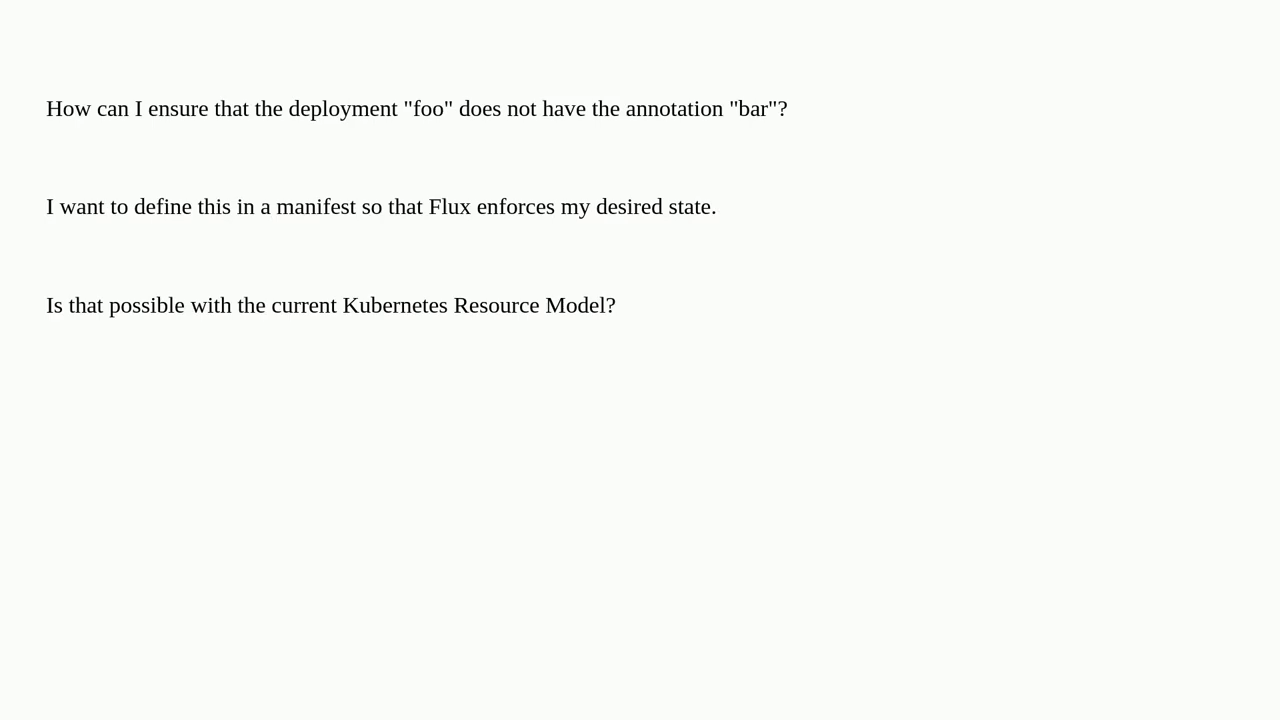 How can I ensure that the deployment "foo" does not have the annotation "bar"?
I want to define this in a manifest so that Flux enforces my desired state.
Is that possible with the current Kubernetes Resource Model?